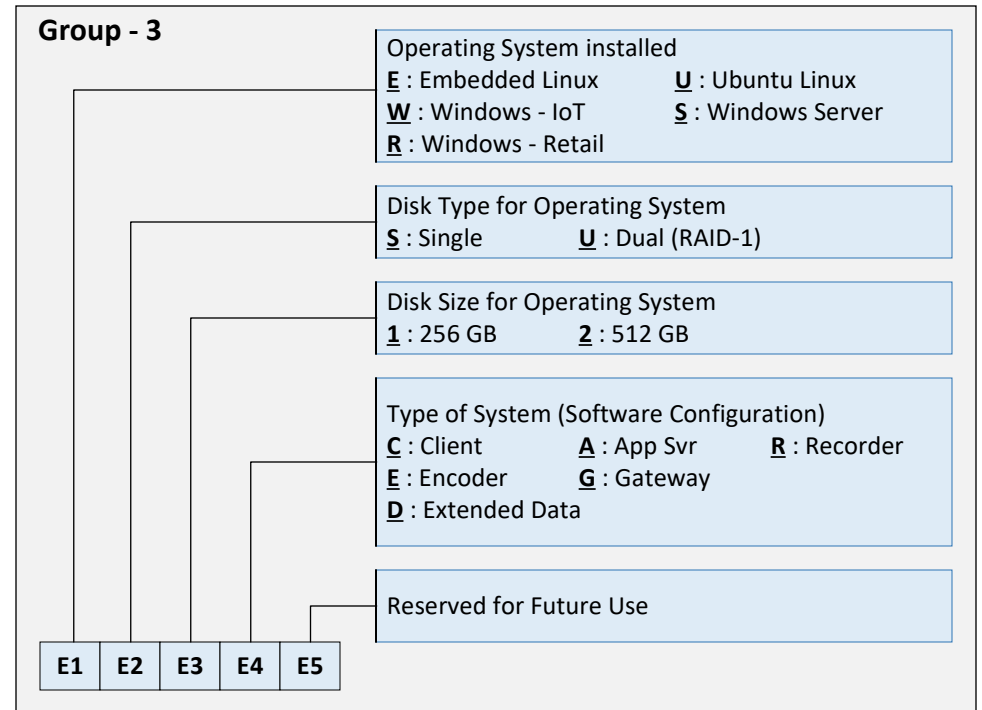 Group - 3
Operating System installed
E : Embedded Linux U : Ubuntu Linux
W : Windows - IoT S : Windows Server
R : Windows - Retail
Disk Type for Operating System
S : Single U : Dual (RAID-1)
Disk Size for Operating System
1 : 256 GB 2 : 512 GB
Type of System (Software Configuration)
C : Client A : App Svr R : Recorder
E : Encoder G : Gateway
D : Extended Data
Reserved for Future Use
E1 E2 E3 E4 E5